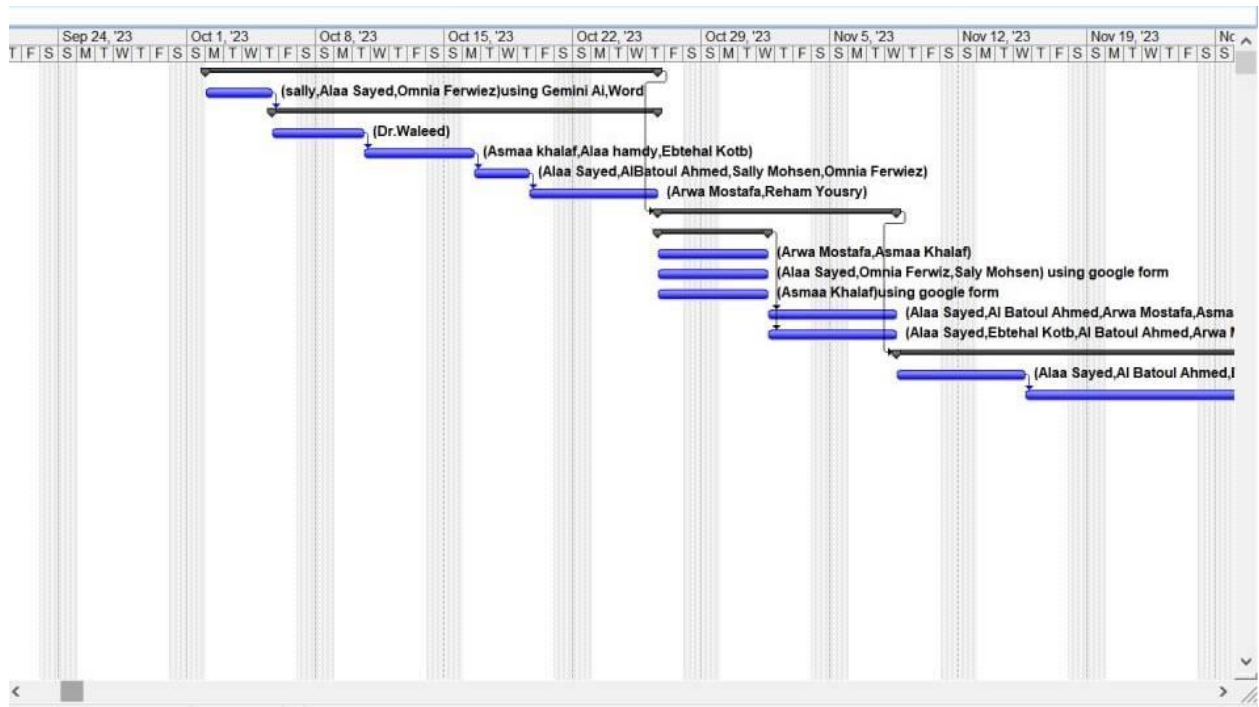 Sep 24, '23 Oct 1, '23 Oct 8, '23 Oct 15, '23 Oct 22, '23 Oct 29, '23 Nov 5, '23 Nov 12, '23 Nov 19, '23 No
T F S S M T W T F S S M T W T F S S M T W T F S S M T W T F S S M T W T F S S M T W T F S S M T W T F S S M T W T F S S M T W T F S S
(sally,Alaa Sayed,Omnia Ferwiez)using Gemini Ai,Word
(Dr.Waleed)
(Asmaa khalaf,Alaa hamdy,Ebtehal Kotb)
(Alaa Sayed,AlBatoul Ahmed,Sally Mohsen,Omnia Ferwiez)
(Arwa Mostafa,Reham Yousry)
(Arwa Mostafa,Asmaa Khalaf)
(Alaa Sayed,Omnia Ferwiz,Saly Mohsen) using google form
(Asmaa Khalaf)using google form
(Alaa Sayed,Al Batoul Ahmed,Arwa Mostafa,Asma
(Alaa Sayed,Ebtehal Kotb,Al Batoul Ahmed,Arwa
(Alaa Sayed,Al Batoul Ahmed,